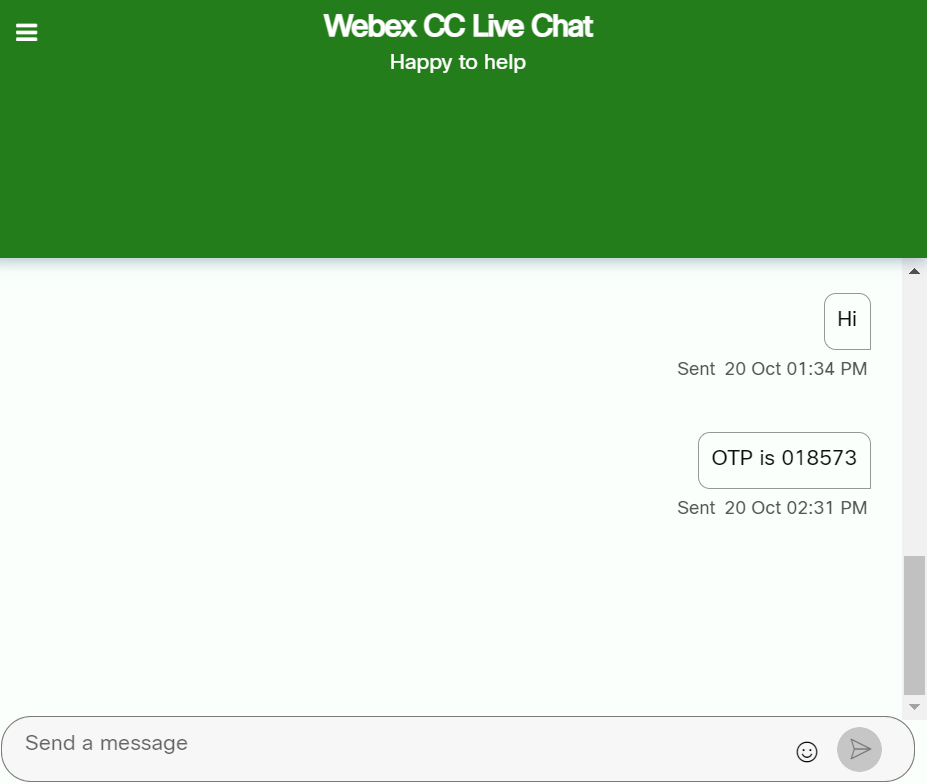 Webex CC Live Chat
Happy to help
Hi
Sent 20 Oct 01:34 PM
OTP is 018573
Sent 20 Oct 02:31 PM
Send a message